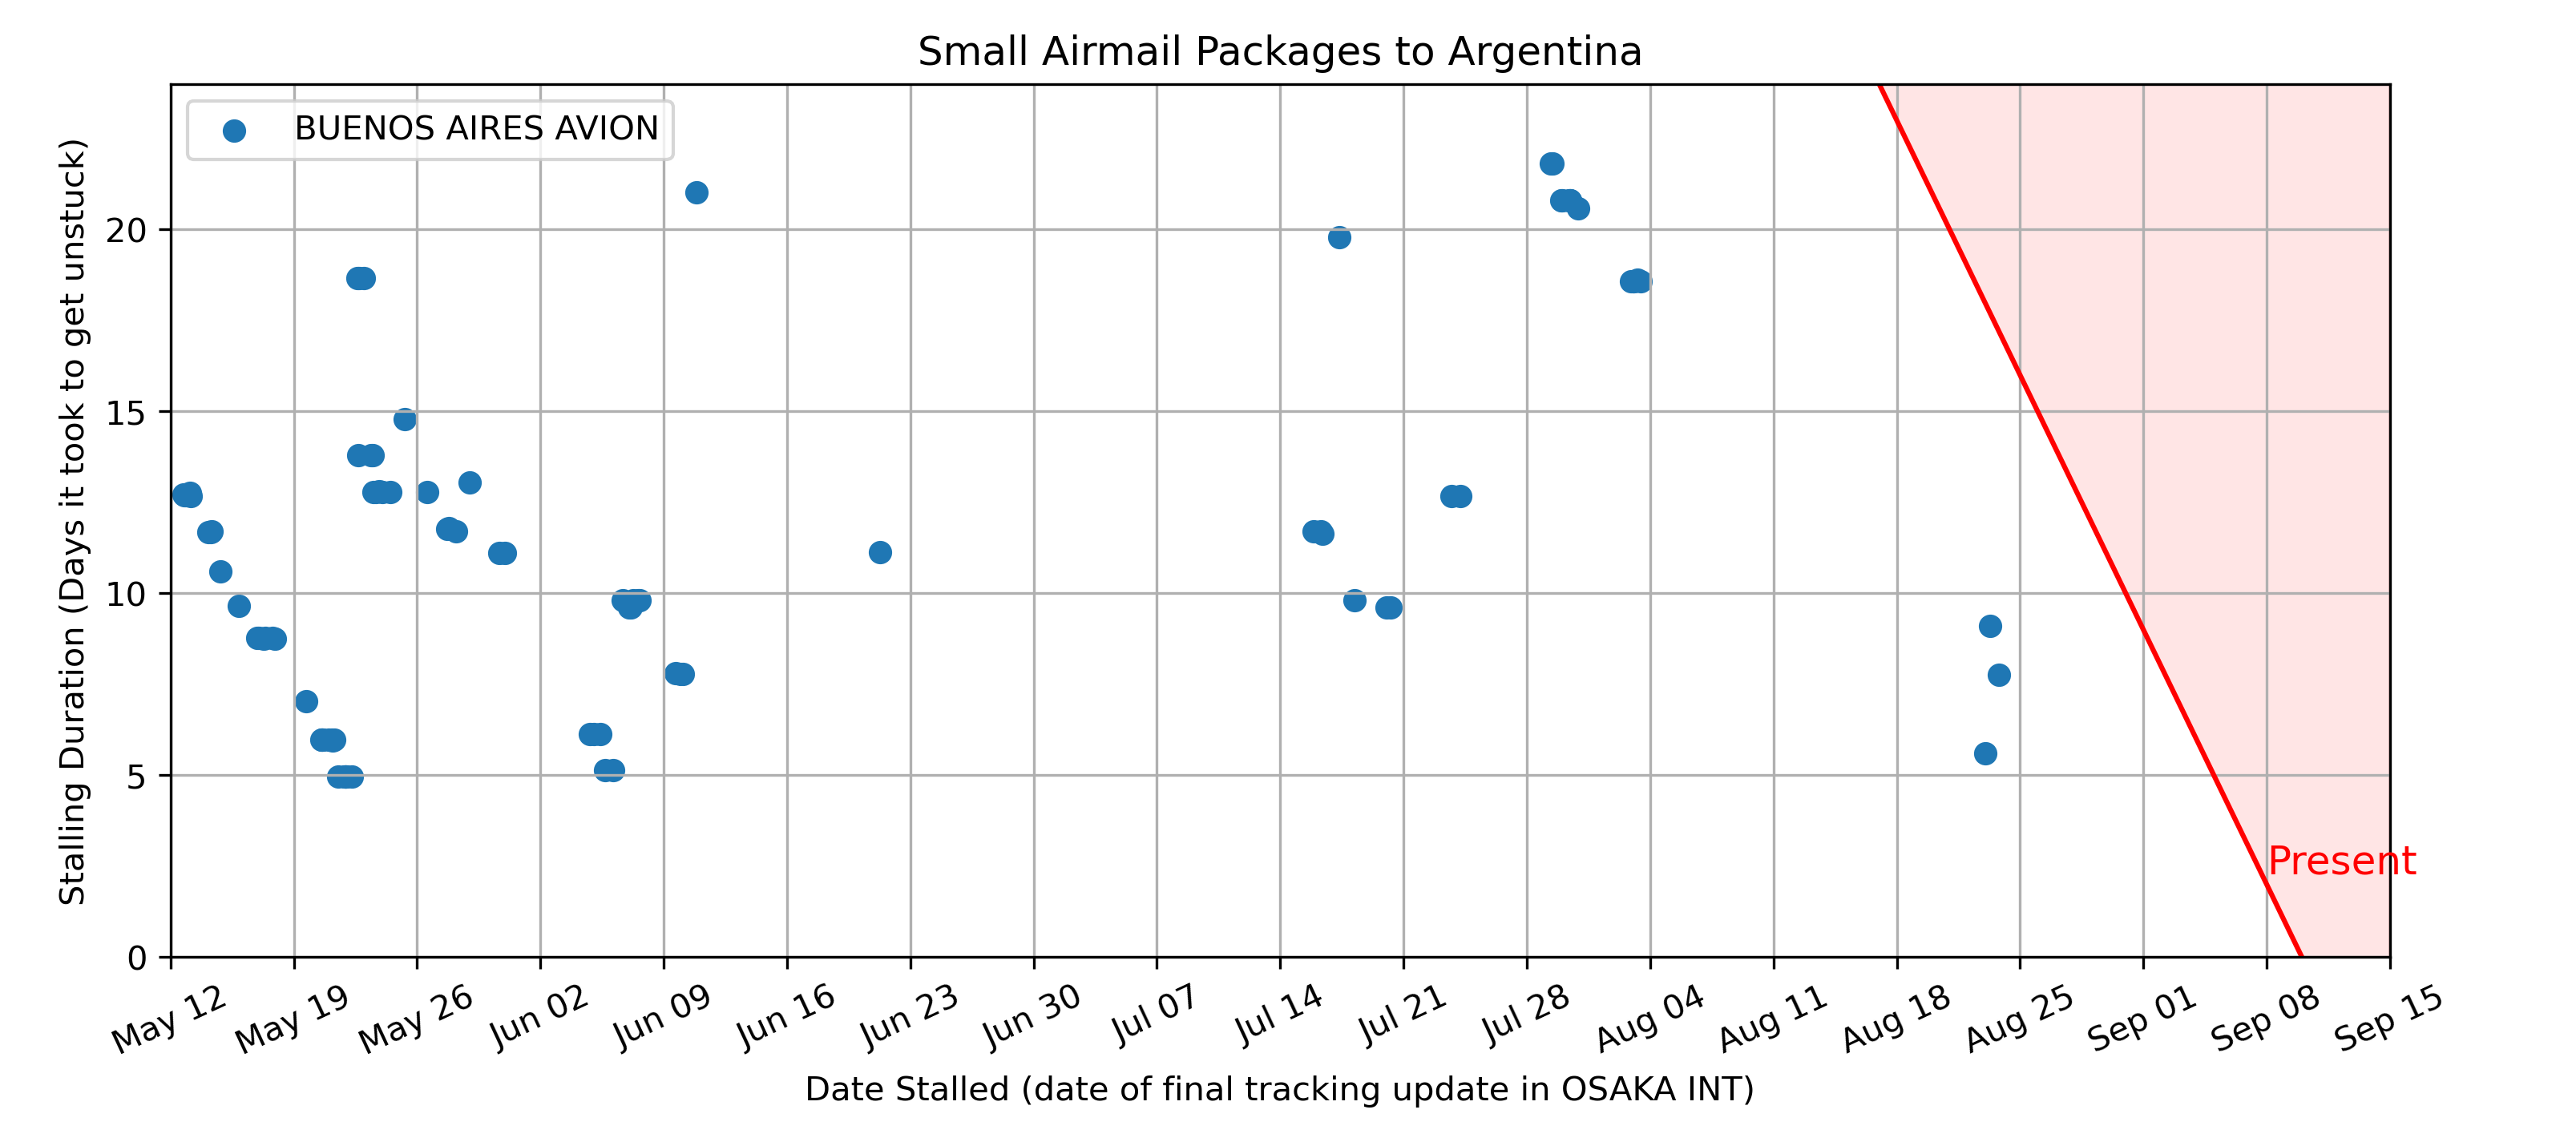 Small Airmail Packages to Argentina
BUENOS AIRES AVION
Stalling Duration (Days it took to get unstuck)
20
15
10
5
0
Present
May 12
May 19
May 26
Jun 02
Jun 09
Jun 16
Jun 23
Jun 30
Jul 07
Jul 14
Jul 21
Jul 28
Aug 04
Aug 11
Aug 18
Aug 25
Sep 01
Sep 08
Sep 15
Date Stalled (date of final tracking update in OSAKA INT)